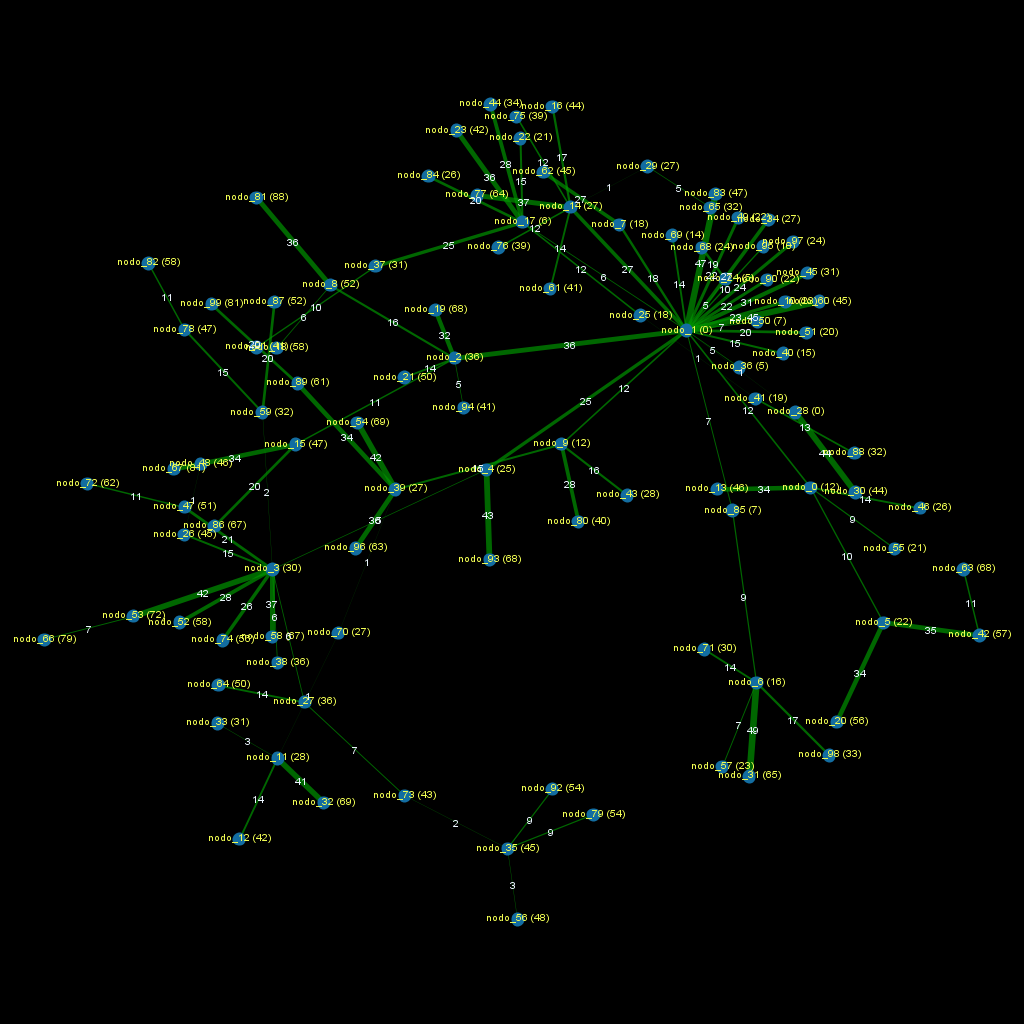 nodo_44 (34)
nodo_16 (44)
nodo_75 (39)
nodo_23 (42)
nodo_22 (21)
17
28
12
nodo_29 (27)
nodo_84 (26)
nodo_62 (45)
36
15
1
5
nodo_77 (64)
nodo_83 (47)
nodo_81 (88)
20
37
27
nodo_14 (27)
nodo_65 (32)
nodo_17 (6)
nodo_7 (18)
12
nodo_69 (14)
36
25
nodo_76 (39)
14
nodo_68 (24)
nodo_97 (24)
nodo_82 (58)
nodo_37 (31)
12
27
6
18
47
19
nodo_45 (31)
nodo_8 (52)
nodo_61 (41)
14
24
nodo_90 (22)
11
nodo_99 (81)
nodo_87 (52)
10
6
nodo_19 (68)
5
22
31
nodo_60 (45)
nodo_25 (18)
23
45
nodo_50 (7)
nodo_78 (47)
16
nodo_1 (0)
7
20
nodo_51 (20)
32
36
15
20
nodo_2 (36)
1
5
nodo_40 (15)
15
14
nodo_36 (5)
nodo_89 (61)
nodo_21 (50)
5
12
11
25
nodo_41 (19)
nodo_94 (41)
12
nodo_59 (32)
7
nodo_28 (0)
nodo_54 (69)
13
34
nodo_15 (47)
nodo_9 (12)
44
nodo_88 (32)
34
42
nodo_48 (46)
nodo_4 (25)
16
nodo_72 (62)
20
28
nodo_39 (27)
34
nodo_13 (46)
nodo_0 (12)
nodo_30 (44)
11
2
nodo_43 (28)
14
nodo_47 (51)
nodo_46 (26)
nodo_85 (7)
43
36
9
nodo_86 (67)
nodo_80 (40)
nodo_26 (45)
21
15
nodo_96 (63)
nodo_55 (21)
10
nodo_93 (68)
1
nodo_3 (30)
nodo_63 (68)
42
28
26
37
9
11
nodo_53 (72)
6
nodo_52 (58)
nodo_5 (22)
7
35
nodo_70 (27)
nodo_42 (57)
nodo_66 (79)
nodo_58 (67)
nodo_71 (30)
nodo_38 (36)
14
34
nodo_64 (50)
nodo_6 (16)
14
nodo_27 (36)
nodo_33 (31)
7
17
nodo_20 (56)
49
3
7
nodo_11 (28)
nodo_98 (33)
nodo_57 (23)
nodo_31 (65)
41
nodo_92 (54)
14
nodo_73 (43)
nodo_32 (69)
nodo_79 (54)
9
2
9
nodo_12 (42)
nodo_35 (45)
3
nodo_56 (48)